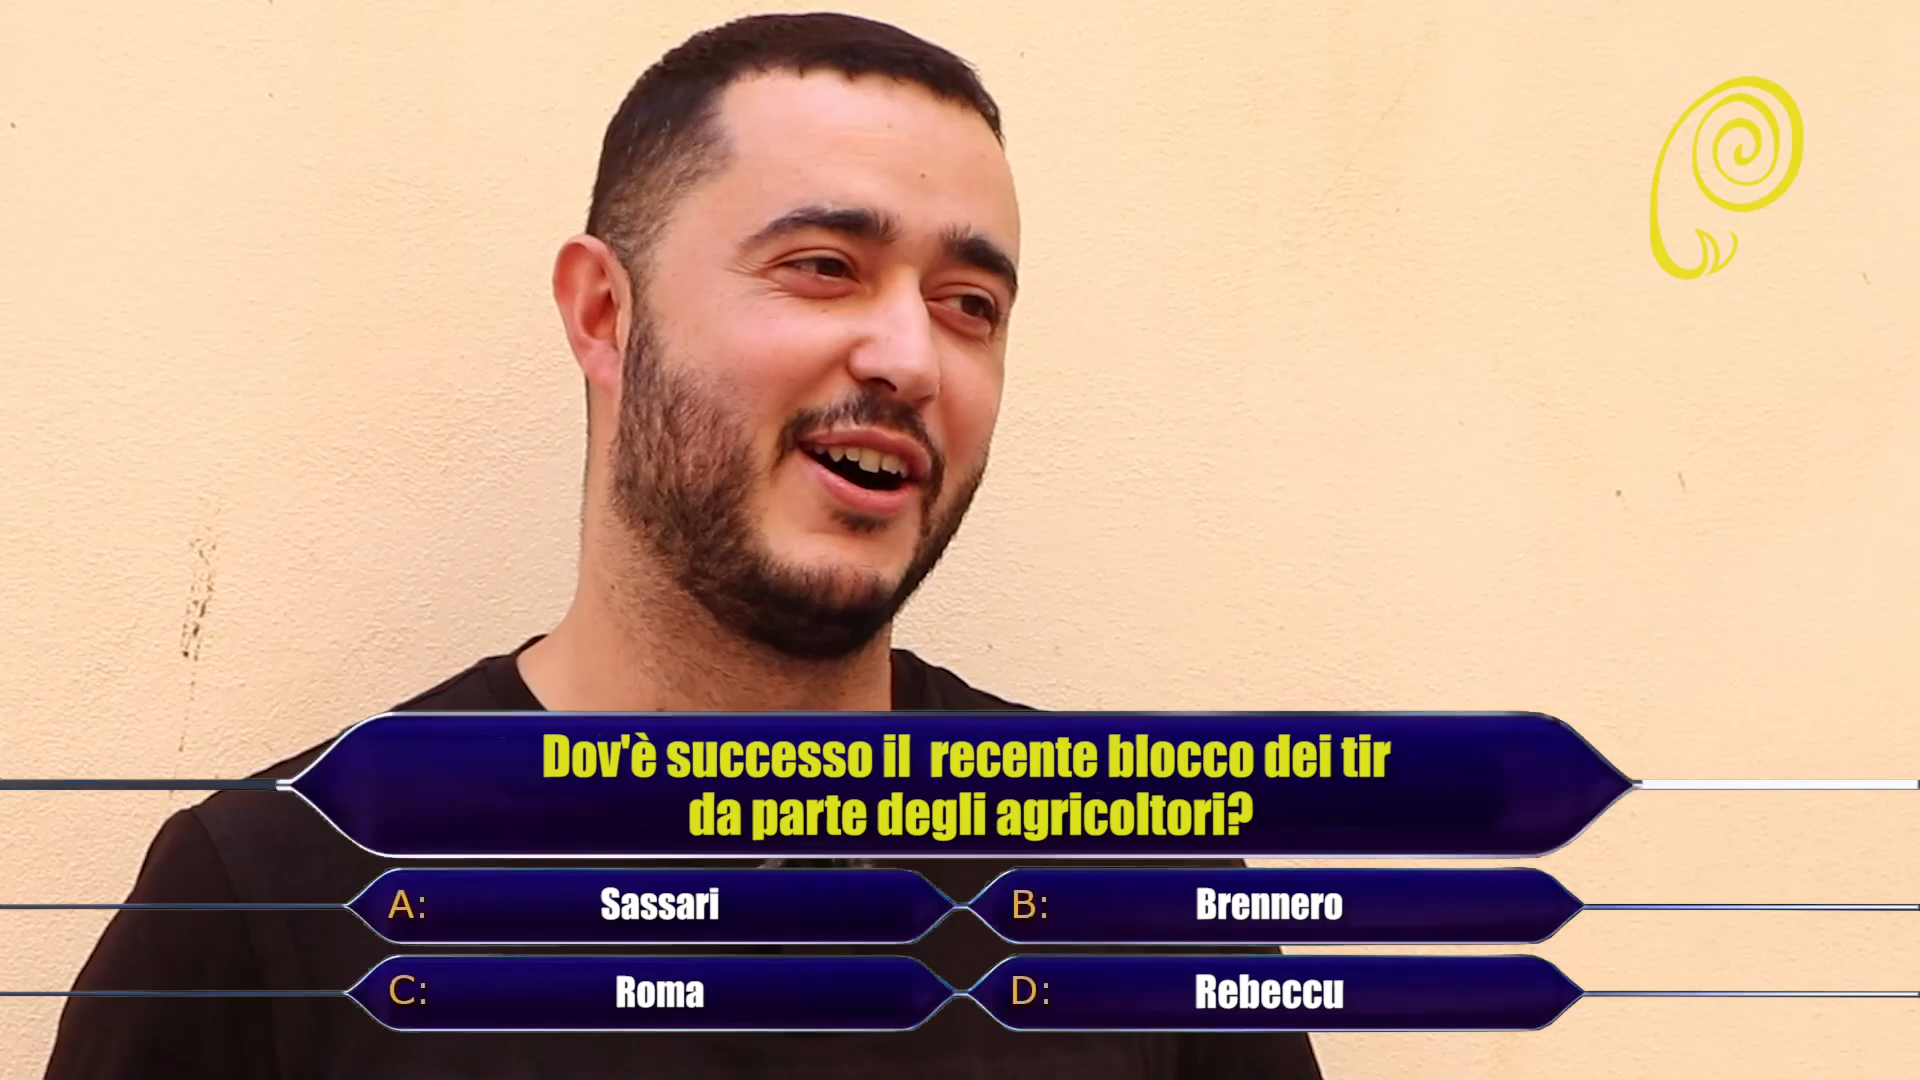 Dov'è successo il  recente blocco dei tir
da parte degli agricoltori?
A: Sassari
B: Brennero
C: Roma
D: Rebeccu